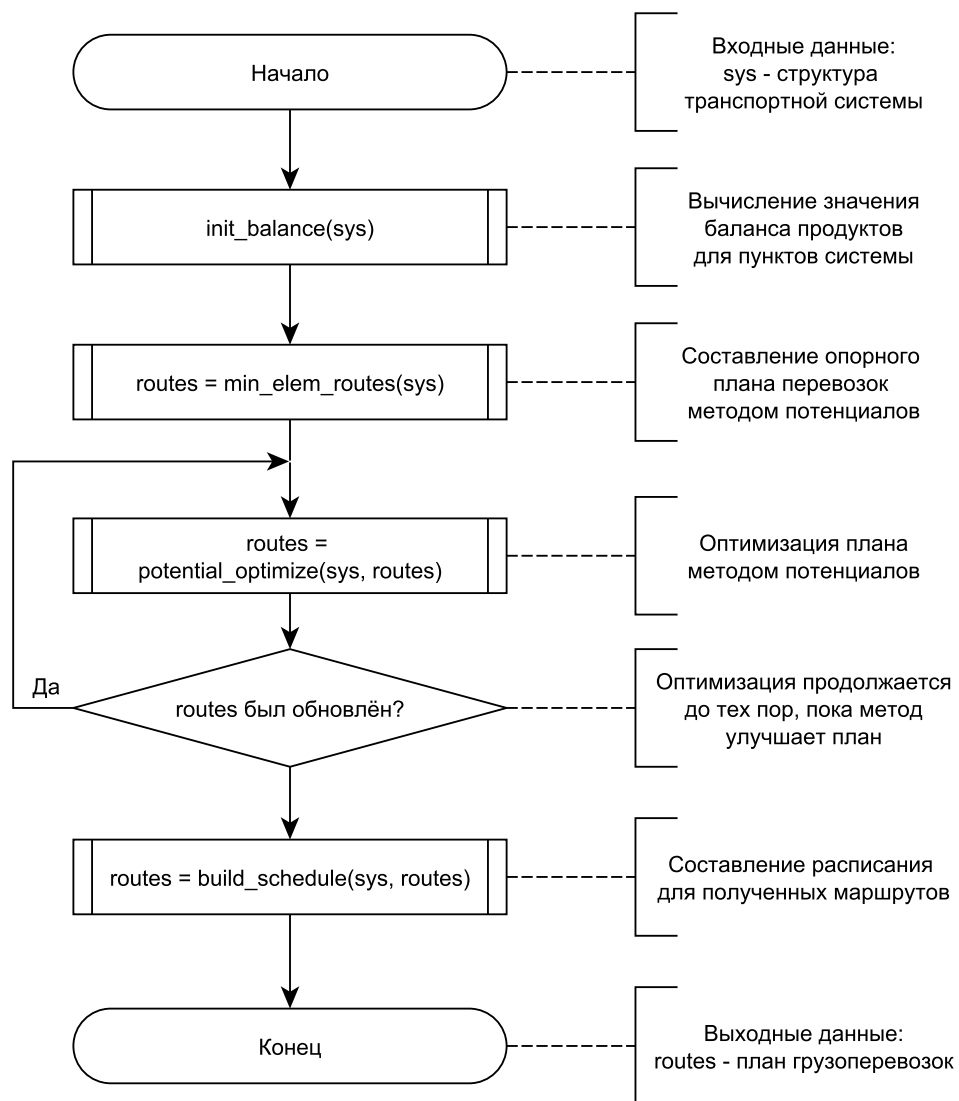 Начало
Входные данные:
sys - структура
транспортной системы
init_balance(sys)
Вычисление значения
баланса продуктов
для пунктов системы
routes = min_elem_routes(sys)
Составление опорного
плана перевозок
методом потенциалов
routes =
potential_optimize(sys, routes)
Оптимизация плана
методом потенциалов
Да
routes был обновлён?
Оптимизация продолжается
до тех пор, пока метод
улучшает план
routes = build_schedule(sys, routes)
Составление расписания
для полученных маршрутов
Конец
Выходные данные:
routes - план грузоперевозок